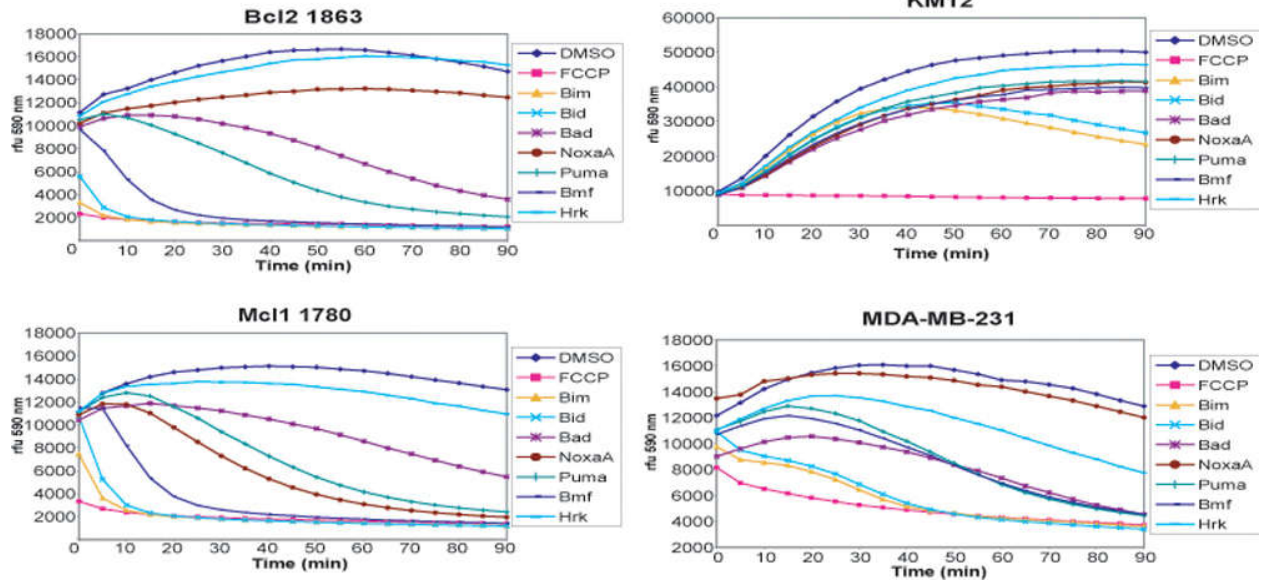 Bcl2 1863
18000
16000
14000
12000
10000
8000
6000
4000
2000
rfu 590 nm
0 10 20 30 40 50 60 70 80 90
Time (min)
DMSO
FCCP
Bim
Bid
Bad
NoxaA
Puma
Bmf
Hrk
KM12
60000
50000
40000
30000
20000
10000
rfu 590 nm
0 10 20 30 40 50 60 70 80 90
Time (min)
DMSO
FCCP
Bim
Bid
Bad
NoxaA
Puma
Bmf
Hrk
Mcl1 1780
18000
16000
14000
12000
10000
8000
6000
4000
2000
rfu 590 nm
0 10 20 30 40 50 60 70 80 90
Time (min)
DMSO
FCCP
Bim
Bid
Bad
NoxaA
Puma
Bmf
Hrk
MDA-MB-231
18000
16000
14000
12000
10000
8000
6000
4000
2000
rfu 590 nm
0 10 20 30 40 50 60 70 80 90
Time (min)
DMSO
FCCP
Bim
Bid
Bad
NoxaA
Puma
Bmf
Hrk